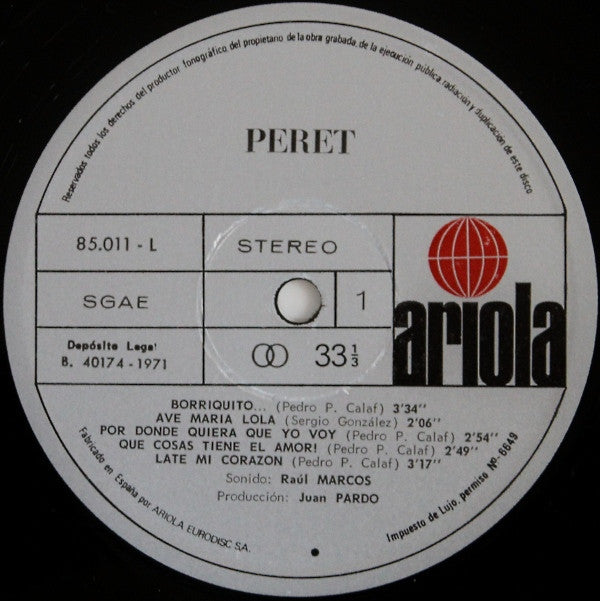 Reservados todos los derechos del productor fonográfico, del propietario de la obra grabada, de la ejecución pública radiación y duplicación de este disco
PERET
85.011 - L
STEREO
SGAE
1
ariola
Depósito Legal
B. 40174 - 1971
33 1/3
BORRIQUITO... (Pedro P. Calaf) 3'34''
AVE MARIA LOLA (Sergio González) 2'06''
POR DONDE QUIERA QUE YO VOY (Pedro P. Calaf) 2'54''
QUE COSAS TIENE EL AMOR! (Pedro P. Calaf) 2'49''
LATE MI CORAZON (Pedro P. Calaf) 3'17''
Sonido: Raúl MARCOS
Producción: Juan PARDO
Fabricado en España por ARIOLA EURODISC S.A.
Impuesto de Lujo, permiso Nº 6649